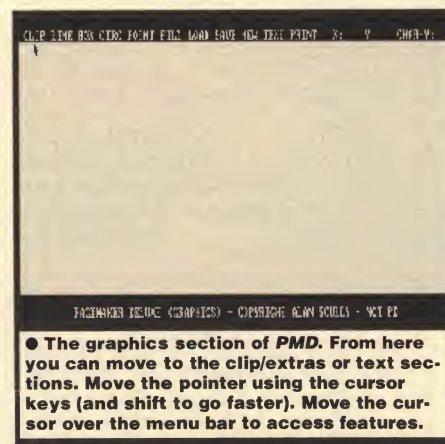 CLIP LINE BOX CIRC POINT FILL LOAD SAVE NEW TEXT PRINT X: Y CHAR-Y:
PAGEMAKER DELUXE (GRAPHICS) - COPYRIGHT ALAN SCULLY - NOT PD
● The graphics section of PMD. From here
you can move to the clip/extras or text sec-
tions. Move the pointer using the cursor
keys (and shift to go faster). Move the cur-
sor over the menu bar to access features.